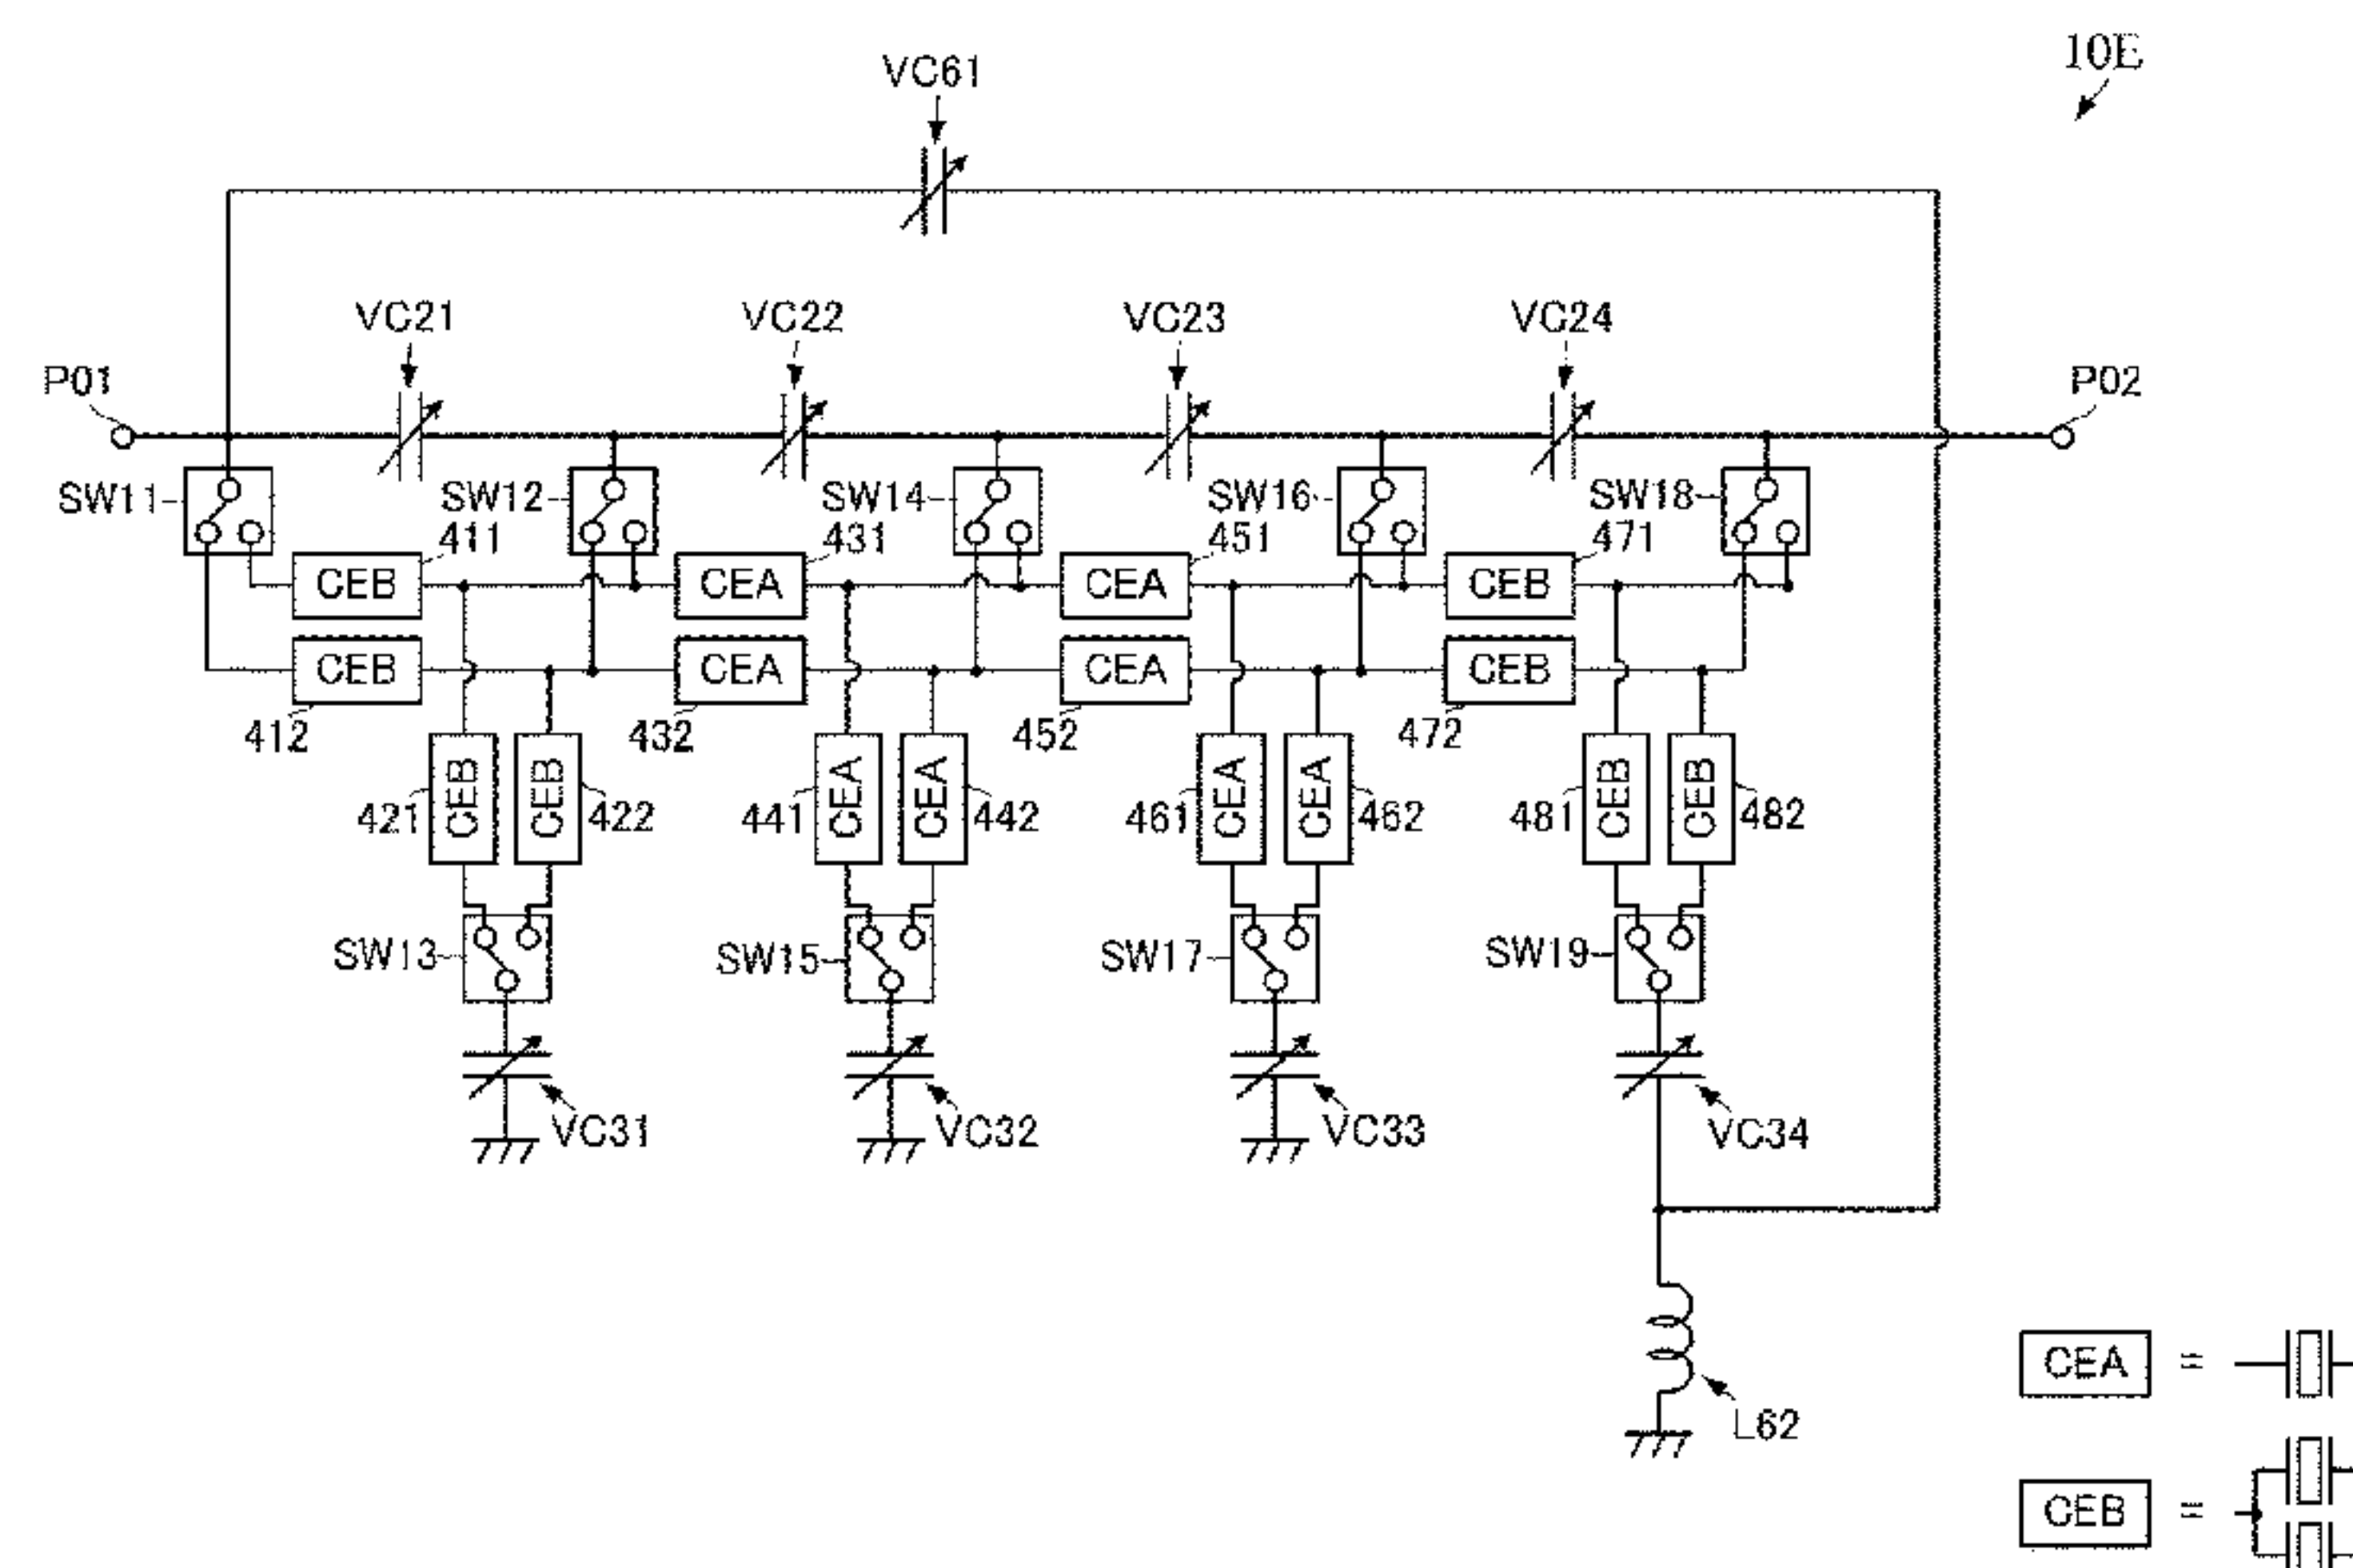 10E
VC61
VC21
VC22
VC23
VC24
P01
P02
SW11
SW12
SW14
SW16
SW18
411
431
451
471
CEB
CEA
CEA
CEB
CEB
CEA
CEA
CEB
412
432
452
472
CEB
CEB
CEA
CEA
CEA
CEA
CEB
CEB
421
422
441
442
461
462
481
482
SW13
SW15
SW17
SW19
VC31
VC32
VC33
VC34
L62
CEA =
CEB =